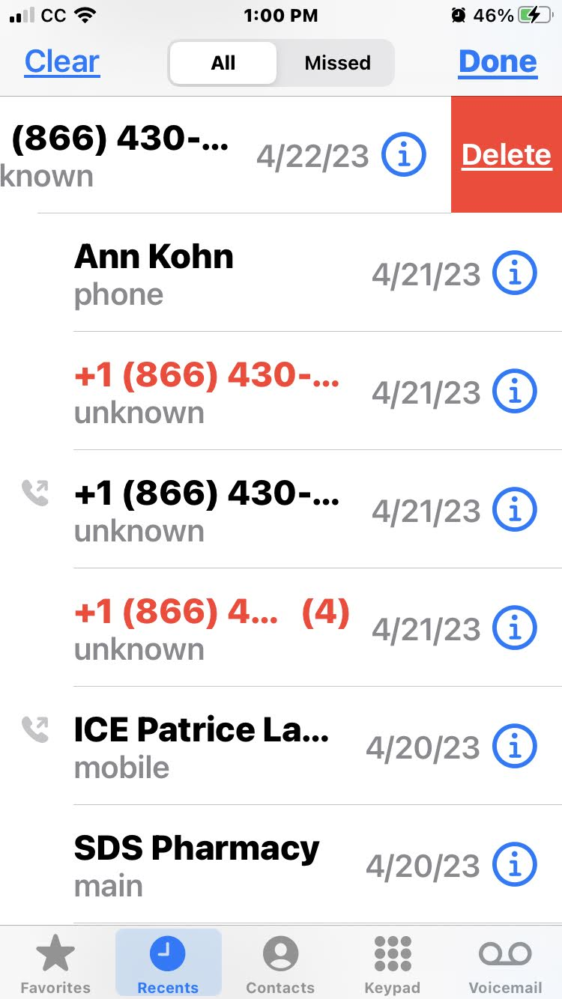 CC 1:00 PM 46%
Clear All Missed Done
(866) 430-... 4/22/23 Delete
known
Ann Kohn 4/21/23
phone
+1 (866) 430-... 4/21/23
unknown
+1 (866) 430-... 4/21/23
unknown
+1 (866) 4... (4) 4/21/23
unknown
ICE Patrice La... 4/20/23
mobile
SDS Pharmacy 4/20/23
main
Favorites Recents Contacts Keypad Voicemail